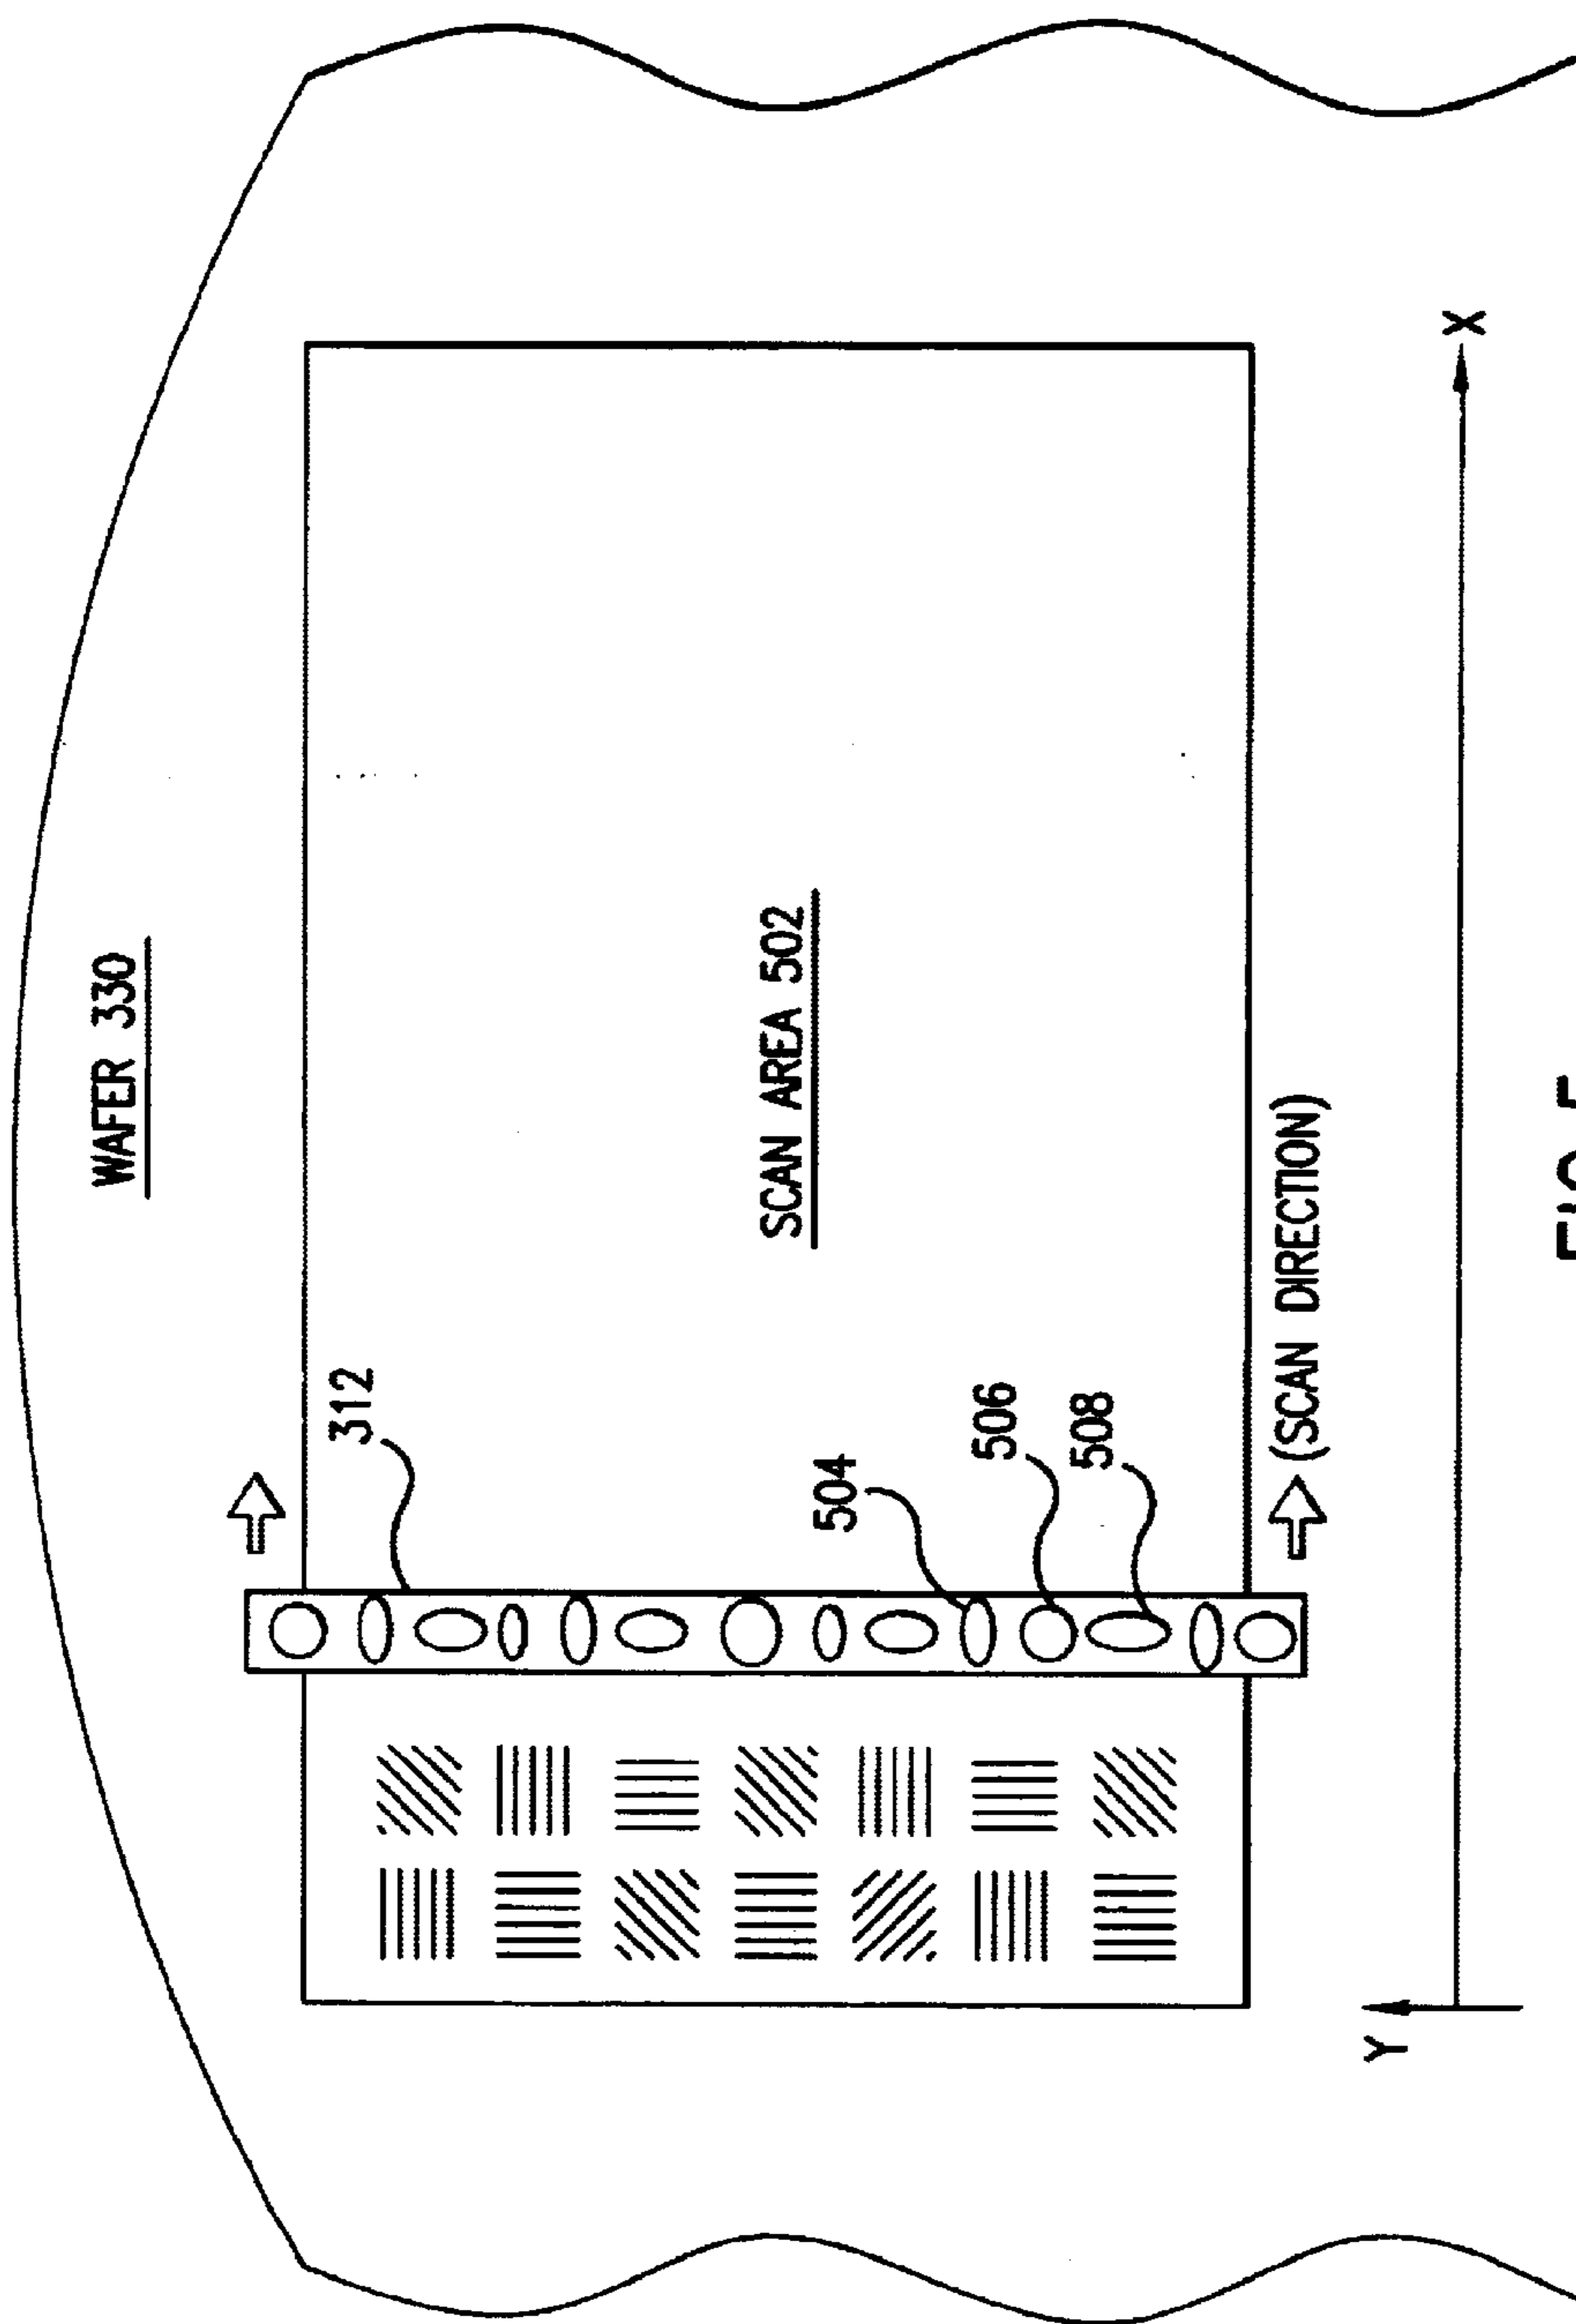 WAFER 330
312
SCAN AREA 502
504
506
508
(SCAN DIRECTION)
Y
X